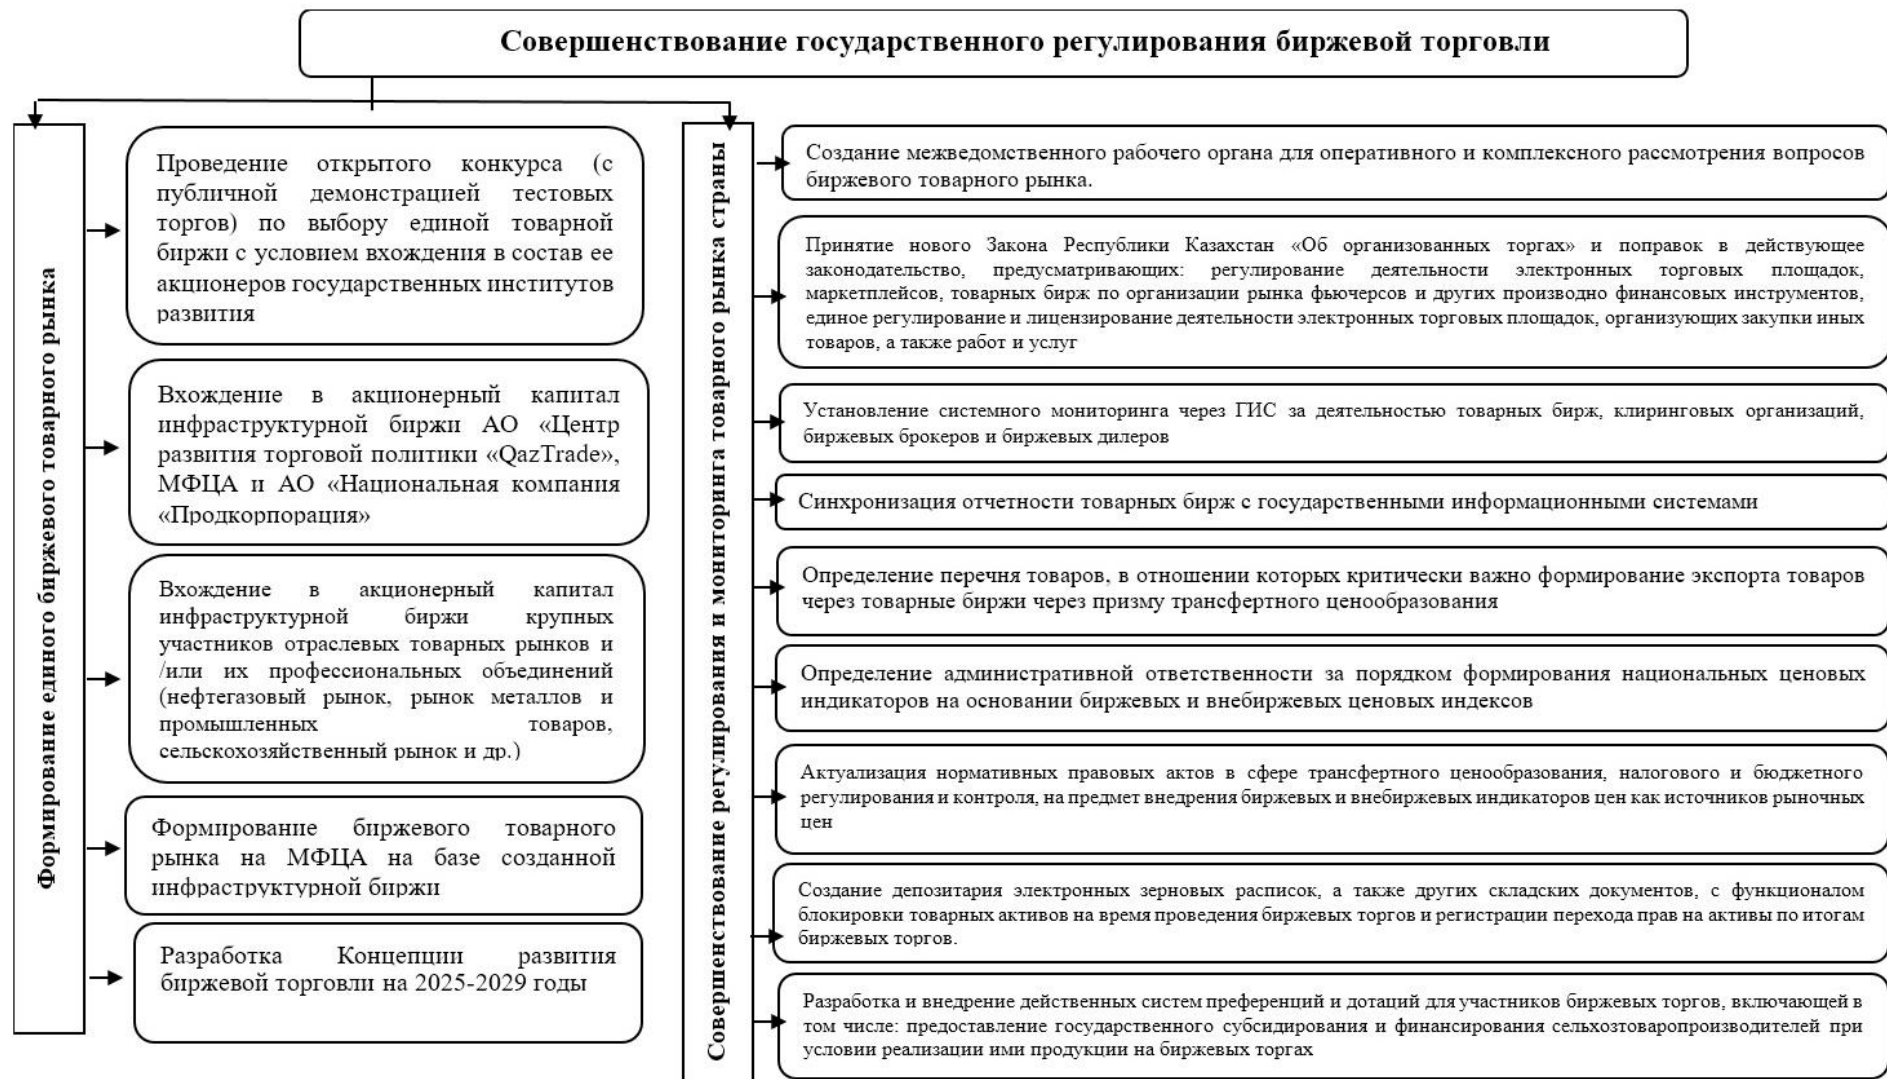 Совершенствование государственного регулирования биржевой торговли
Формирование единого биржевого товарного рынка
Проведение открытого конкурса (с
публичной демонстрацией тестовых
торгов) по выбору единой товарной
биржи с условием вхождения в состав ее
акционеров государственных институтов
развития
Вхождение в акционерный капитал
инфраструктурной биржи АО «Центр
развития торговой политики «QazTrade»,
МФЦА и АО «Национальная компания
«Продкорпорация»
Вхождение в акционерный капитал
инфраструктурной биржи крупных
участников отраслевых товарных рынков и
/или их профессиональных объединений
(нефтегазовый рынок, рынок металлов и
промышленных товаров,
сельскохозяйственный рынок и др.)
Формирование биржевого товарного
рынка на МФЦА на базе созданной
инфраструктурной биржи
Разработка Концепции развития
биржевой торговли на 2025-2029 годы
Совершенствование регулирования и мониторинга товарного рынка страны
Создание межведомственного рабочего органа для оперативного и комплексного рассмотрения вопросов
биржевого товарного рынка.
Принятие нового Закона Республики Казахстан «Об организованных торгах» и поправок в действующее
законодательство, предусматривающих: регулирование деятельности электронных торговых площадок,
маркетплейсов, товарных бирж по организации рынка фьючерсов и других производно финансовых инструментов,
единое регулирование и лицензирование деятельности электронных торговых площадок, организующих закупки иных
товаров, а также работ и услуг
Установление системного мониторинга через ГИС за деятельностью товарных бирж, клиринговых организаций,
биржевых брокеров и биржевых дилеров
Синхронизация отчетности товарных бирж с государственными информационными системами
Определение перечня товаров, в отношении которых критически важно формирование экспорта товаров
через товарные биржи через призму трансфертного ценообразования
Определение административной ответственности за порядком формирования национальных ценовых
индикаторов на основании биржевых и внебиржевых ценовых индексов
Актуализация нормативных правовых актов в сфере трансфертного ценообразования, налогового и бюджетного
регулирования и контроля, на предмет внедрения биржевых и внебиржевых индикаторов цен как источников рыночных
цен
Создание депозитария электронных зерновых расписок, а также других складских документов, с функционалом
блокировки товарных активов на время проведения биржевых торгов и регистрации перехода прав на активы по итогам
биржевых торгов.
Разработка и внедрение действенных систем преференций и дотаций для участников биржевых торгов, включающей в
том числе: предоставление государственного субсидирования и финансирования сельхозтоваропроизводителей при
условии реализации ими продукции на биржевых торгах